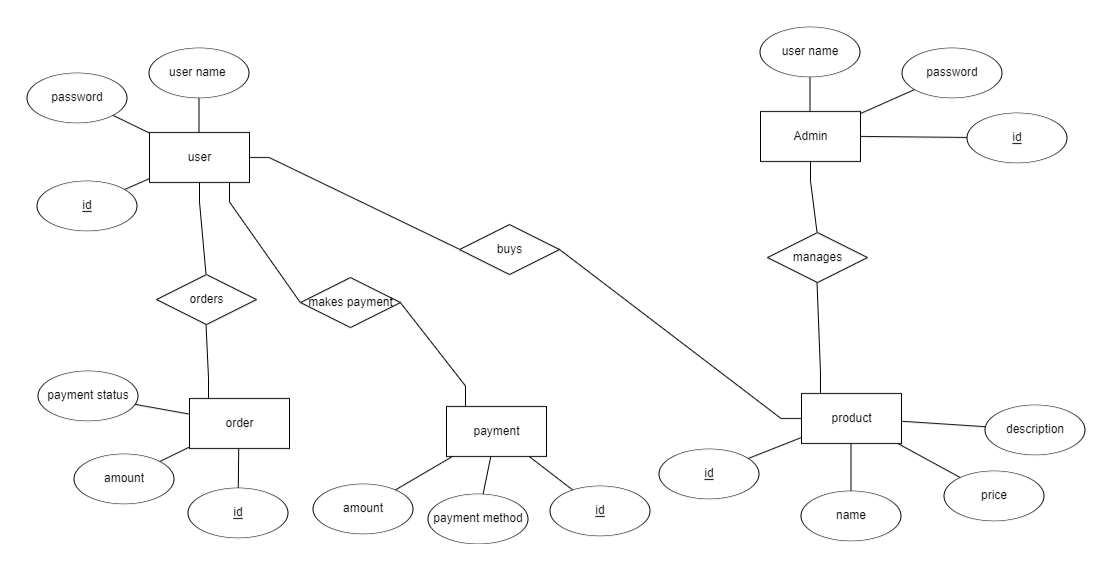 user name
user name
password
password
Admin
id
user
id
buys
manages
orders
makes payment
payment status
product
order
payment
description
id
amount
price
amount
id
payment method
id
name